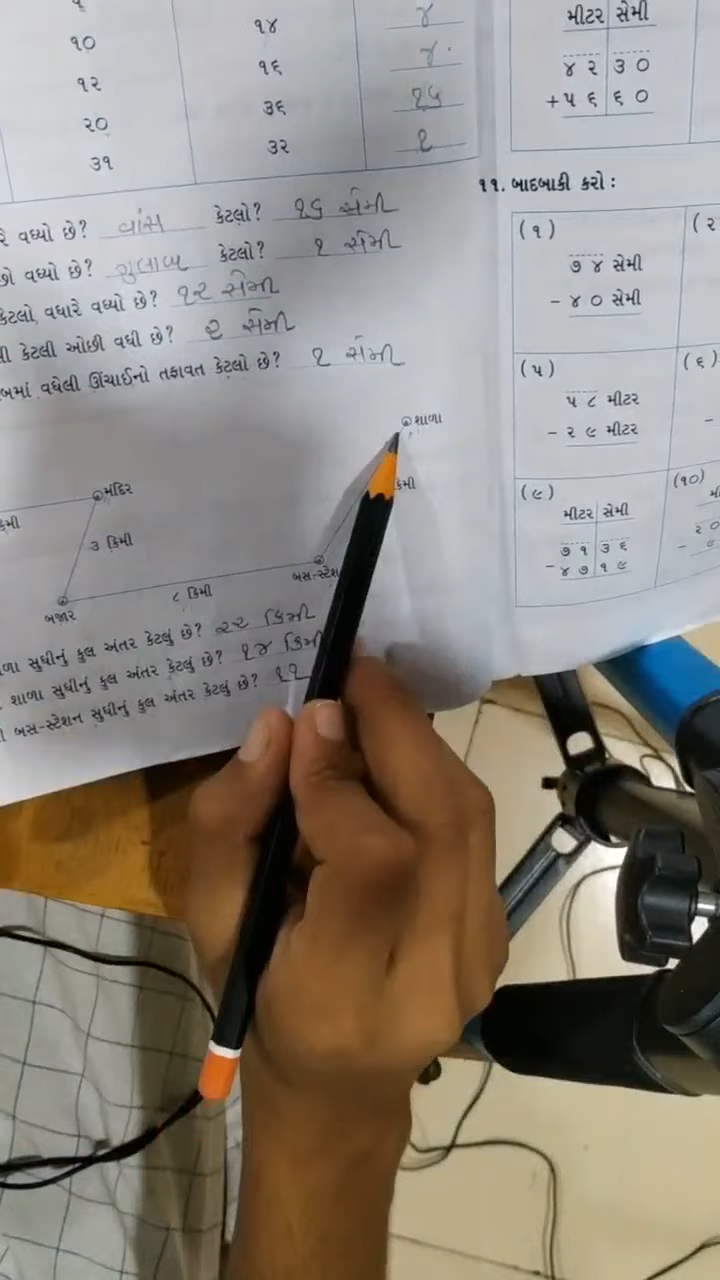 ૧૦ ૧૪ ૪
૧૨ ૧૬ ૪
૨૦ ૩૬ ૧૬
૩૧ ૩૨ ૧
વધ્યો છે? વાંસ કેટલો? ૧૬ સેમી
વધ્યો છે? ગુલાબ કેટલો? ૧ સેમી
કેટલો વધારે વધ્યો છે? ૧૨ સેમી
કેટલી ઓછી વધી છે? ૨ સેમી
વધેલી ઊંચાઈનો તફાવત કેટલો છે? ૧ સેમી
શાળા
મંદિર
કિમી
૩ કિમી
બસ-સ્ટેશ
૮ કિમી
બજાર
સુધીનું કુલ અંતર કેટલું છે? ૨૨ કિમી
શાળા સુધીનું કુલ અંતર કેટલું છે? ૧૪ કિમી
બસ-સ્ટેશન સુધીનું કુલ અંતર કેટલું છે? ૧૧
મીટર સેમી
૪ ૨ ૩ ૦
+ ૫ ૬ ૬ ૦
૧૧. બાદબાકી કરો :
(૧)
૭ ૪ સેમી
- ૪ ૦ સેમી
(૨
(૫)
૫ ૮ મીટર
- ૨ ૯ મીટર
(૬)
(૯)
મીટર સેમી
૭ ૧ ૩ ૬
- ૪ ૭ ૧ ૯
(૧૦)
૨ ૦